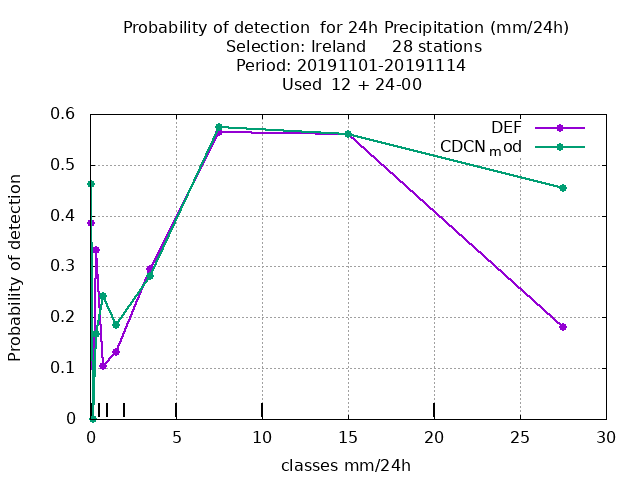 Probability of detection  for 24h Precipitation (mm/24h)
Selection: Ireland     28 stations
Period: 20191101-20191114
Used  12 + 24-00
DEF
CDCN_mod
0.6
0.5
0.4
0.3
0.2
0.1
0
Probability of detection
0 5 10 15 20 25 30
classes mm/24h